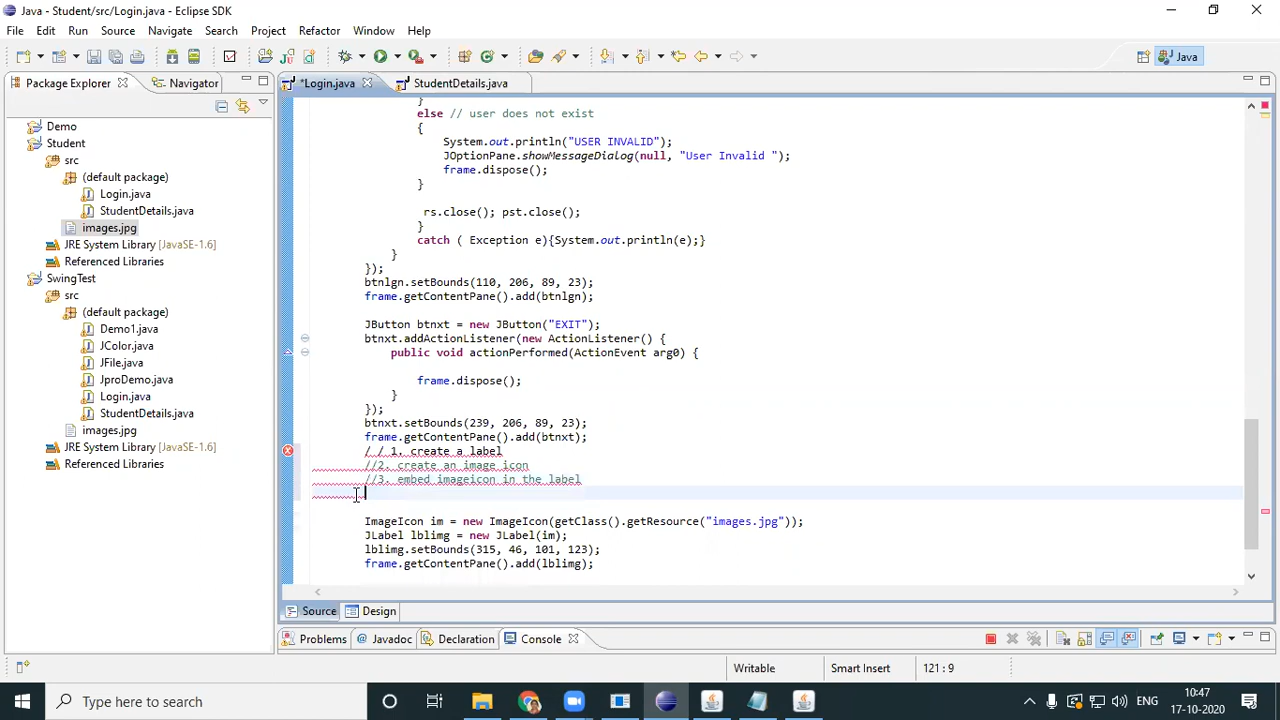 Java - Student/src/Login.java - Eclipse SDK
File Edit Run Source Navigate Search Project Refactor Window Help
Java
Package Explorer Navigator
*Login.java StudentDetails.java
Demo
Student
src
(default package)
Login.java
StudentDetails.java
images.jpg
JRE System Library [JavaSE-1.6]
Referenced Libraries
SwingTest
src
(default package)
Demo1.java
JColor.java
JFile.java
JproDemo.java
Login.java
StudentDetails.java
images.jpg
JRE System Library [JavaSE-1.6]
Referenced Libraries
}
else // user does not exist
{
System.out.println("USER INVALID");
JOptionPane.showMessageDialog(null, "User Invalid ");
frame.dispose();
}
rs.close(); pst.close();
}
catch ( Exception e){System.out.println(e);}
}
});
btnlgn.setBounds(110, 206, 89, 23);
frame.getContentPane().add(btnlgn);
JButton btnxt = new JButton("EXIT");
btnxt.addActionListener(new ActionListener() {
public void actionPerformed(ActionEvent arg0) {
frame.dispose();
}
});
btnxt.setBounds(239, 206, 89, 23);
frame.getContentPane().add(btnxt);
/ / 1. create a label
//2. create an image icon
//3. embed imageicon in the label
ImageIcon im = new ImageIcon(getClass().getResource("images.jpg"));
JLabel lblimg = new JLabel(im);
lblimg.setBounds(315, 46, 101, 123);
frame.getContentPane().add(lblimg);
Source Design
Problems Javadoc Declaration Console
Writable Smart Insert 121 : 9
Type here to search
ENG
10:47
17-10-2020